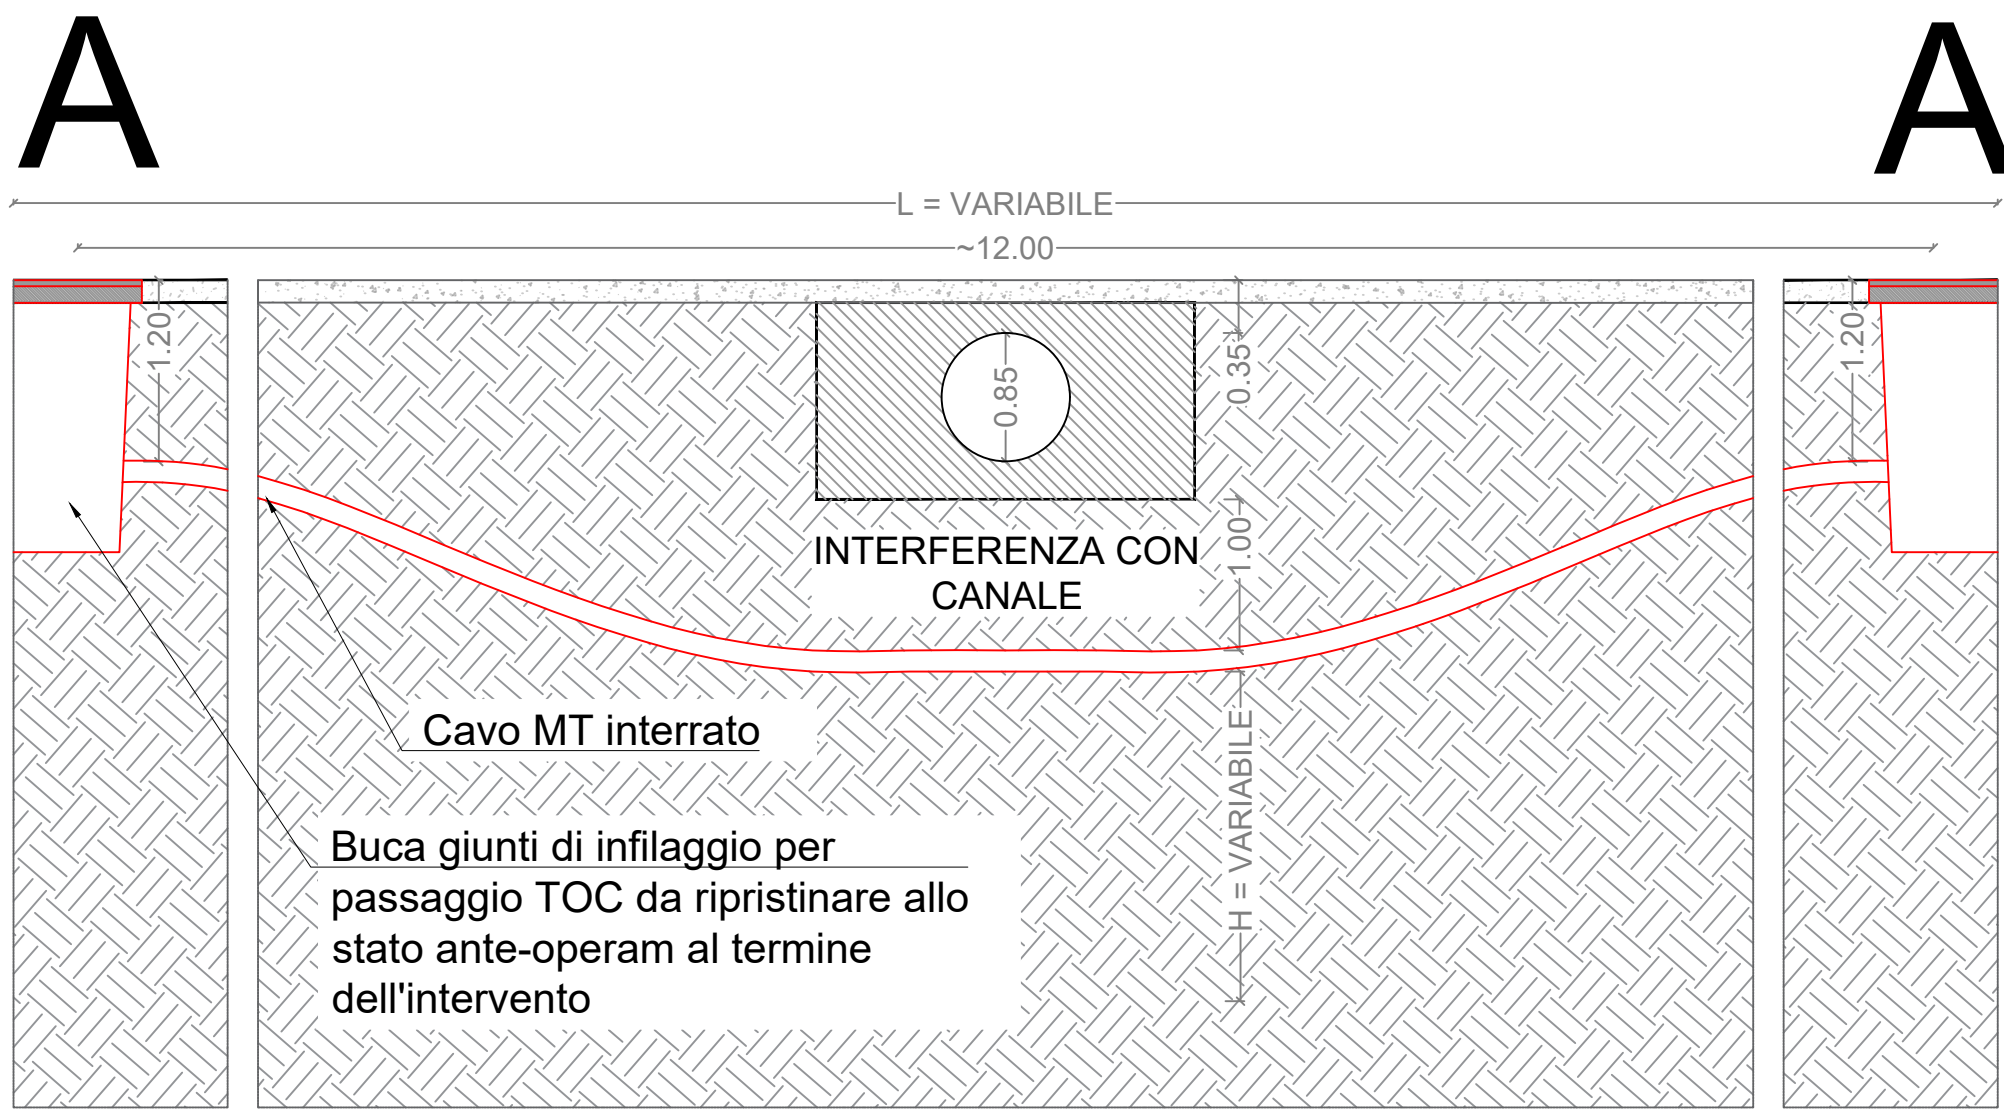 A A
L = VARIABILE
~12.00
1.20
0.85
0.35
1.20
INTERFERENZA CON
CANALE
1.00
Cavo MT interrato
H = VARIABILE
Buca giunti di infilaggio per
passaggio TOC da ripristinare allo
stato ante-operam al termine
dell'intervento